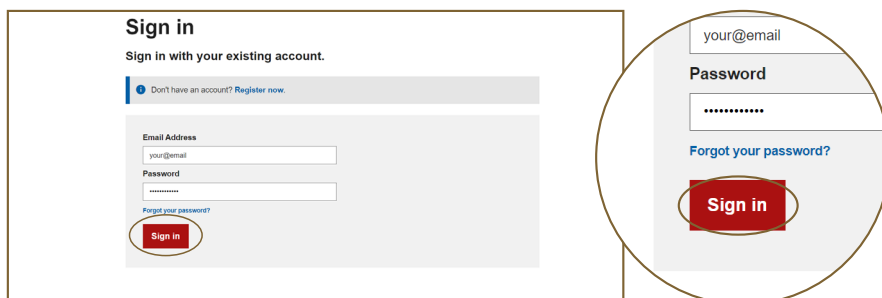 Sign in
Sign in with your existing account.
Don't have an account? Register now.
Email Address
your@email
Password
••••••••••••
Forgot your password?
Sign in
your@email
Password
••••••••••••
Forgot your password?
Sign in